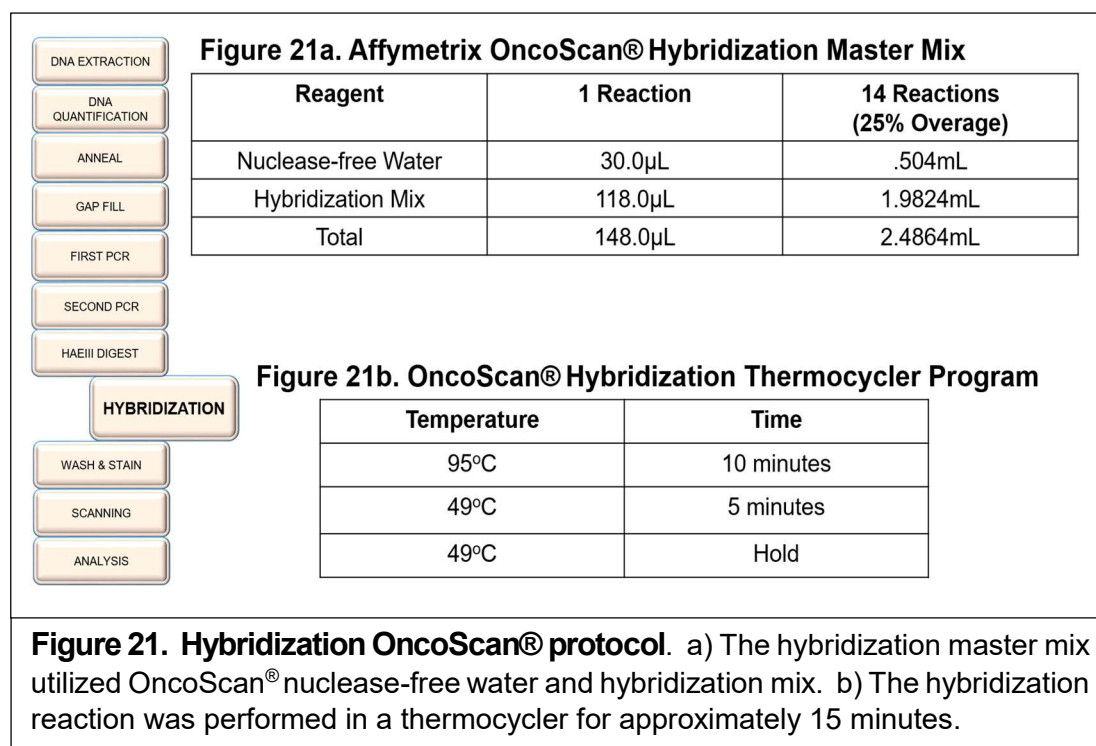 DNA EXTRACTION
DNA
QUANTIFICATION
ANNEAL
GAP FILL
FIRST PCR
SECOND PCR
HAEIII DIGEST
HYBRIDIZATION
WASH & STAIN
SCANNING
ANALYSIS
Figure 21a. Affymetrix OncoScan® Hybridization Master Mix
Reagent 1 Reaction 14 Reactions
(25% Overage)
Nuclease-free Water 30.0µL .504mL
Hybridization Mix 118.0µL 1.9824mL
Total 148.0µL 2.4864mL
Figure 21b. OncoScan® Hybridization Thermocycler Program
Temperature Time
95°C 10 minutes
49°C 5 minutes
49°C Hold
Figure 21. Hybridization OncoScan® protocol. a) The hybridization master mix
utilized OncoScan® nuclease-free water and hybridization mix. b) The hybridization
reaction was performed in a thermocycler for approximately 15 minutes.